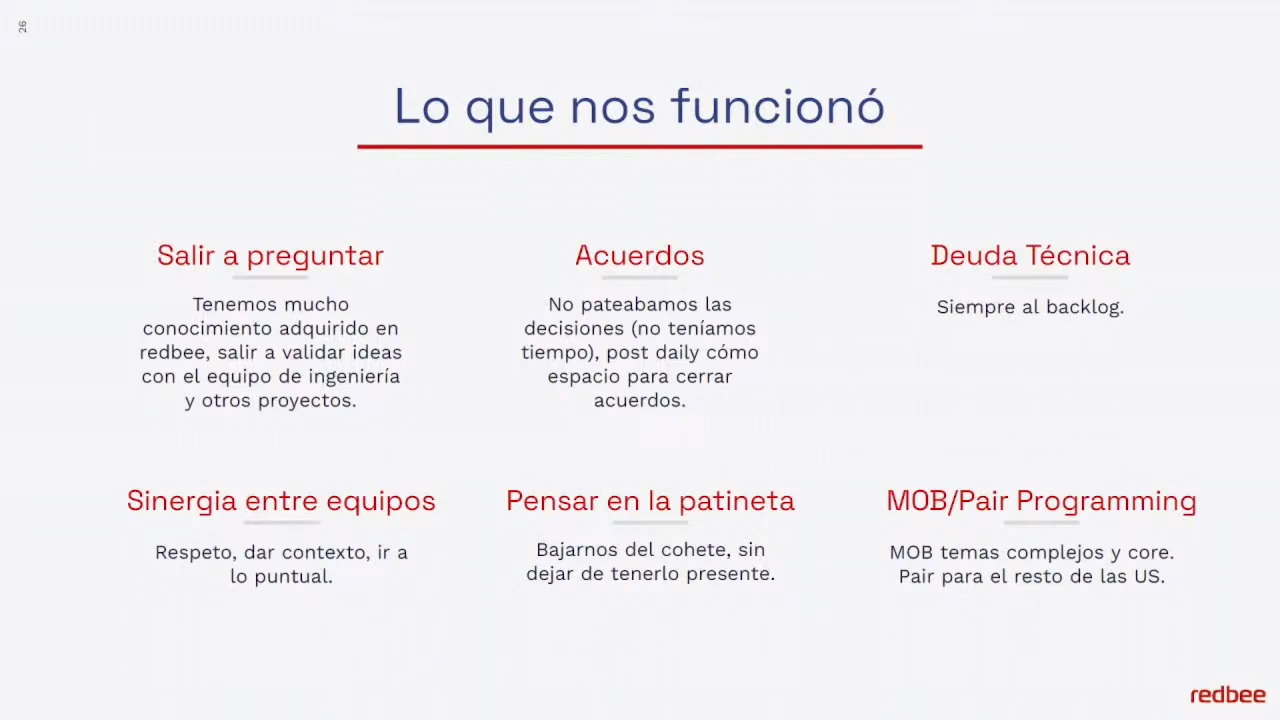 26
Lo que nos funcionó
Salir a preguntar
Tenemos mucho
conocimiento adquirido en
redbee, salir a validar ideas
con el equipo de ingeniería
y otros proyectos.
Acuerdos
No pateabamos las
decisiones (no teníamos
tiempo), post daily cómo
espacio para cerrar
acuerdos.
Deuda Técnica
Siempre al backlog.
Sinergia entre equipos
Respeto, dar contexto, ir a
lo puntual.
Pensar en la patineta
Bajarnos del cohete, sin
dejar de tenerlo presente.
MOB/Pair Programming
MOB temas complejos y core.
Pair para el resto de las US.
redbee